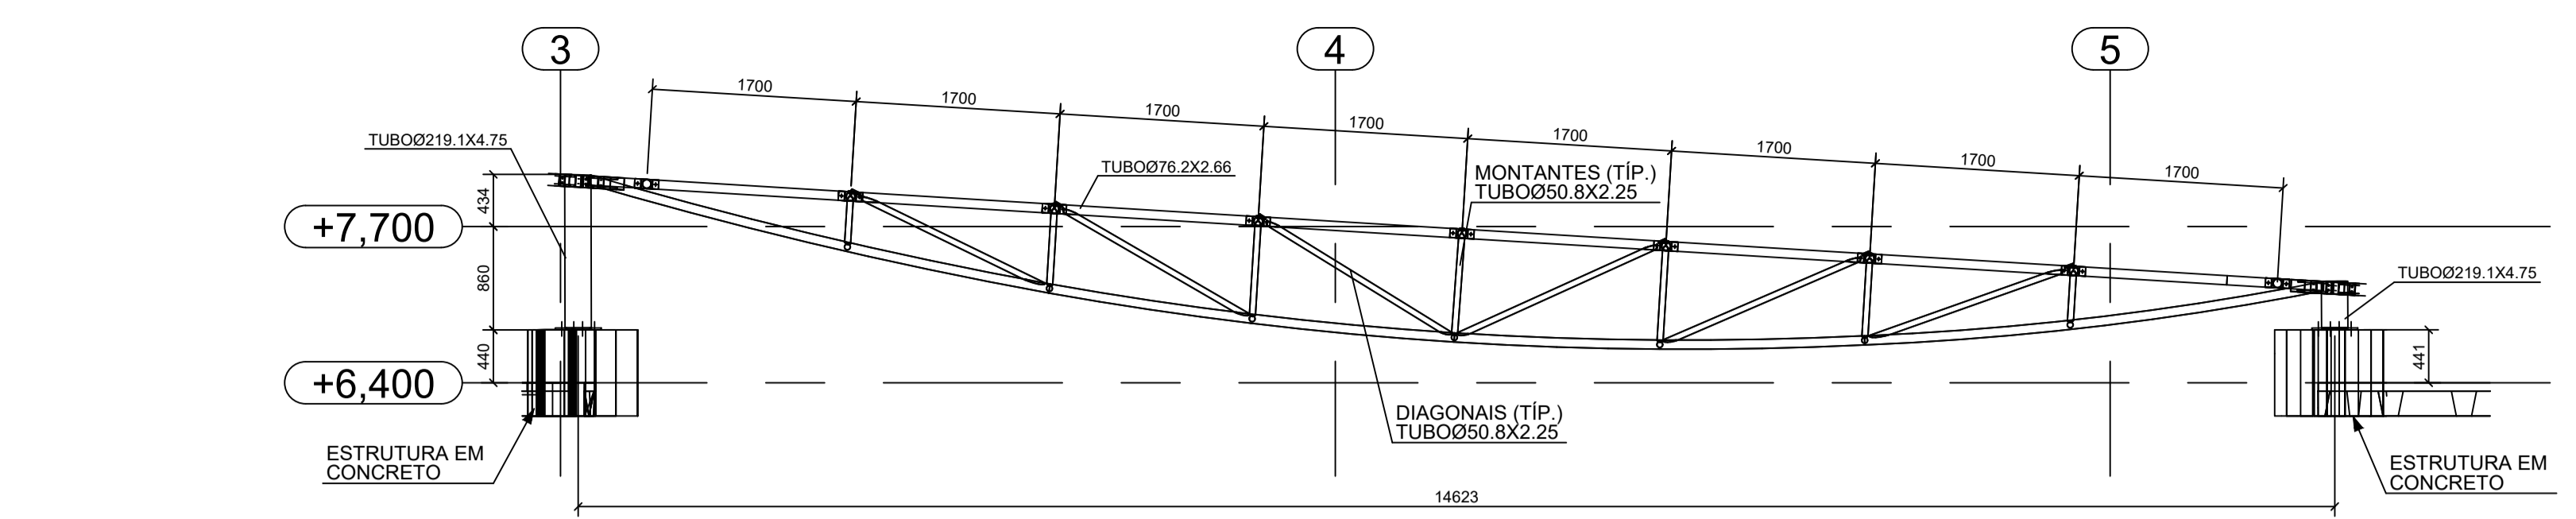 3
4
5
1700
1700
1700
1700
1700
1700
1700
1700
TUBOØ219.1X4.75
TUBOØ76.2X2.66
MONTANTES (TÍP.)
TUBOØ50.8X2.25
434
+7,700
860
TUBOØ219.1X4.75
440
441
+6,400
DIAGONAIS (TÍP.)
TUBOØ50.8X2.25
ESTRUTURA EM
CONCRETO
ESTRUTURA EM
CONCRETO
14623